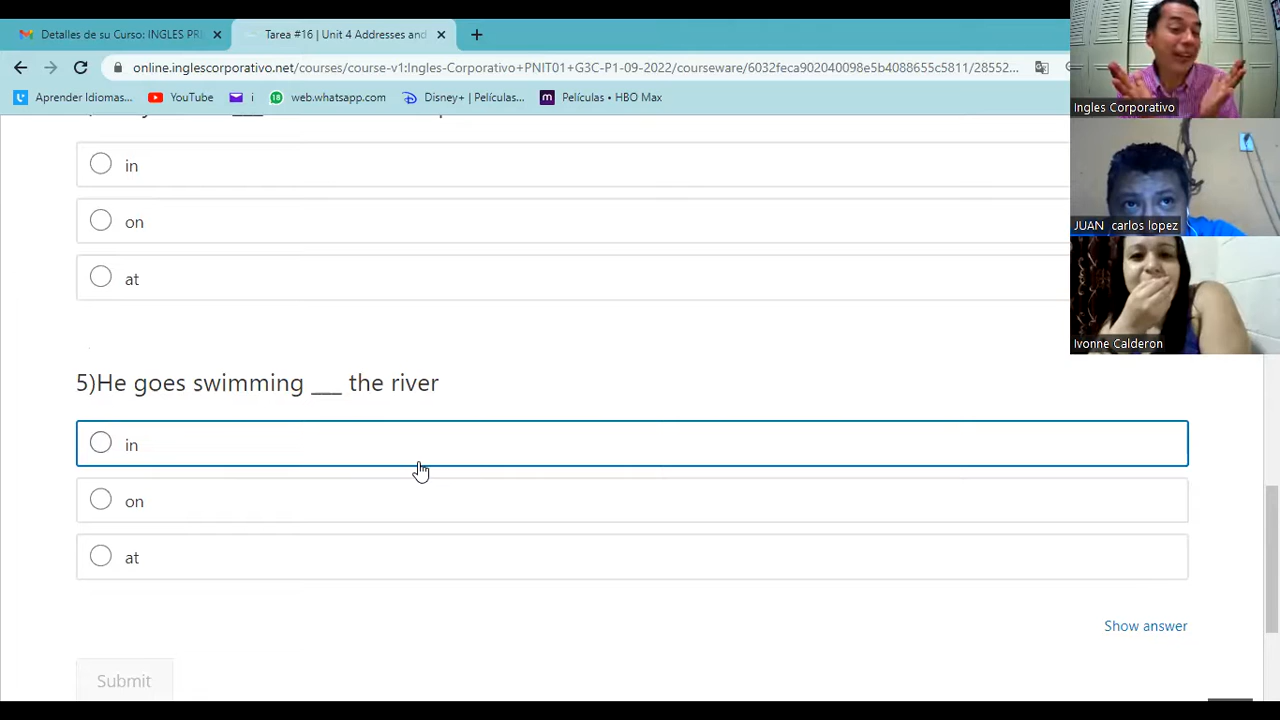 Detalles de su Curso: INGLES PR
Tarea #16 | Unit 4 Addresses and
online.inglescorporativo.net/courses/course-v1:Ingles-Corporativo+PNIT01+G3C-P1-09-2022/courseware/6032feca902040098e5b4088655c5811/28552...
Aprender Idiomas...
YouTube
i
web.whatsapp.com
Disney+ | Películas...
Películas • HBO Max
Ingles Corporativo
JUAN carlos lopez
Ivonne Calderon
in
on
at
5)He goes swimming ___ the river
in
on
at
Show answer
Submit